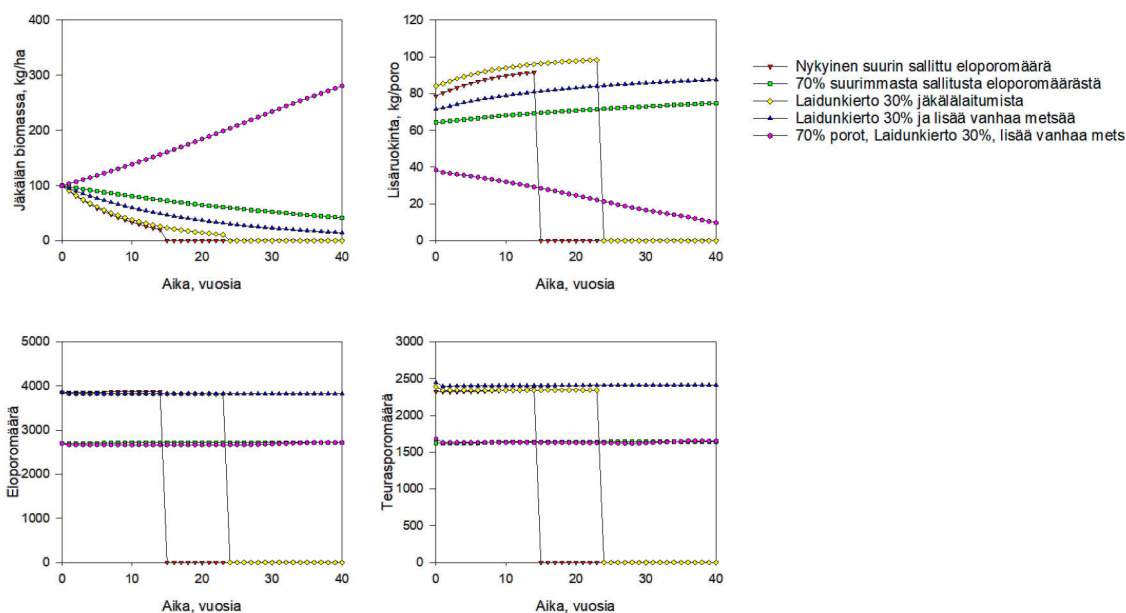 400
300
200
100
0
Jäkälän biomassa, kg/ha
0 10 20 30 40
Aika, vuosia
120
100
80
60
40
20
0
Lisäruokinta, kg/poro
0 10 20 30 40
Aika, vuosia
Nykyinen suurin sallittu eloporomäärä
70% suurimmasta sallitusta eloporomäärästä
Laidunkierto 30% jäkälälaitumista
Laidunkierto 30% ja lisää vanhaa metsää
70% porot, Laidunkierto 30%, lisää vanhaa mets
5000
4000
3000
2000
1000
0
Eloporomäärä
0 10 20 30 40
Aika, vuosia
3000
2500
2000
1500
1000
500
0
Teurasporomäärä
0 10 20 30 40
Aika, vuosia